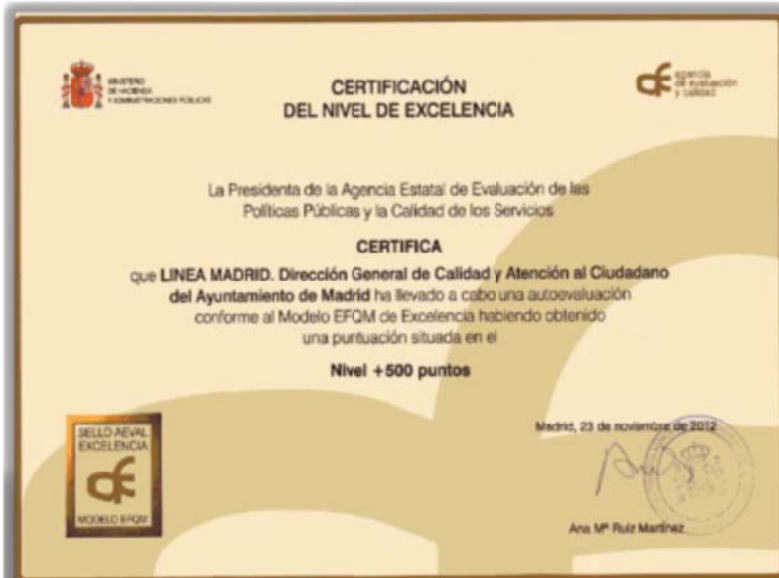 MINISTERIO
DE HACIENDA
Y ADMINISTRACIONES PÚBLICAS
CERTIFICACIÓN
DEL NIVEL DE EXCELENCIA
agencia
de evaluación
y calidad
La Presidenta de la Agencia Estatal de Evaluación de las
Políticas Públicas y la Calidad de los Servicios
CERTIFICA
que LINEA MADRID. Dirección General de Calidad y Atención al Ciudadano
del Ayuntamiento de Madrid ha llevado a cabo una autoevaluación
conforme al Modelo EFQM de Excelencia habiendo obtenido
una puntuación situada en el
Nivel +500 puntos
SELLO AEVAL
EXCELENCIA
MODELO EFQM
Madrid, 23 de noviembre de 2012
Ana Mª Ruiz Martínez